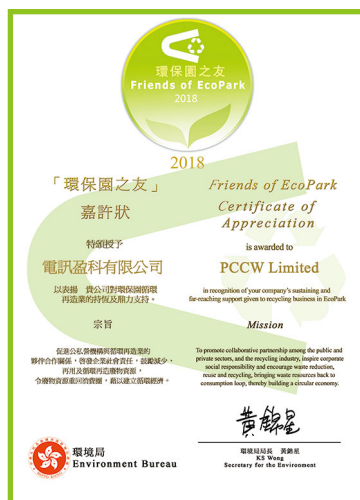 環保園之友
Friends of EcoPark
2018
2018
「環保園之友」
嘉許狀
特頒授予
電訊盈科有限公司
以表揚 貴公司對環保園循環
再造業的持恆及鼎力支持。
宗旨
促進公私營機構與循環再造業的
夥伴合作關係,啓發企業社會責任,鼓勵減少、
再用及循環再造廢物資源,
令廢物資源重回消費圈,藉以建立循環經濟。
Friends of EcoPark
Certificate of
Appreciation
is awarded to
PCCW Limited
in recognition of your company's sustaining and
far-reaching support given to recycling business in EcoPark
Mission
To promote collaborative partnership among the public and
private sectors, and the recycling industry, inspire corporate
social responsibility and encourage waste reduction,
reuse and recycling, bringing waste resources back to
consumption loop, thereby building a circular economy.
黃錦星
環境局局長 黃錦星
KS Wong
Secretary for the Environment
環境局
Environment Bureau